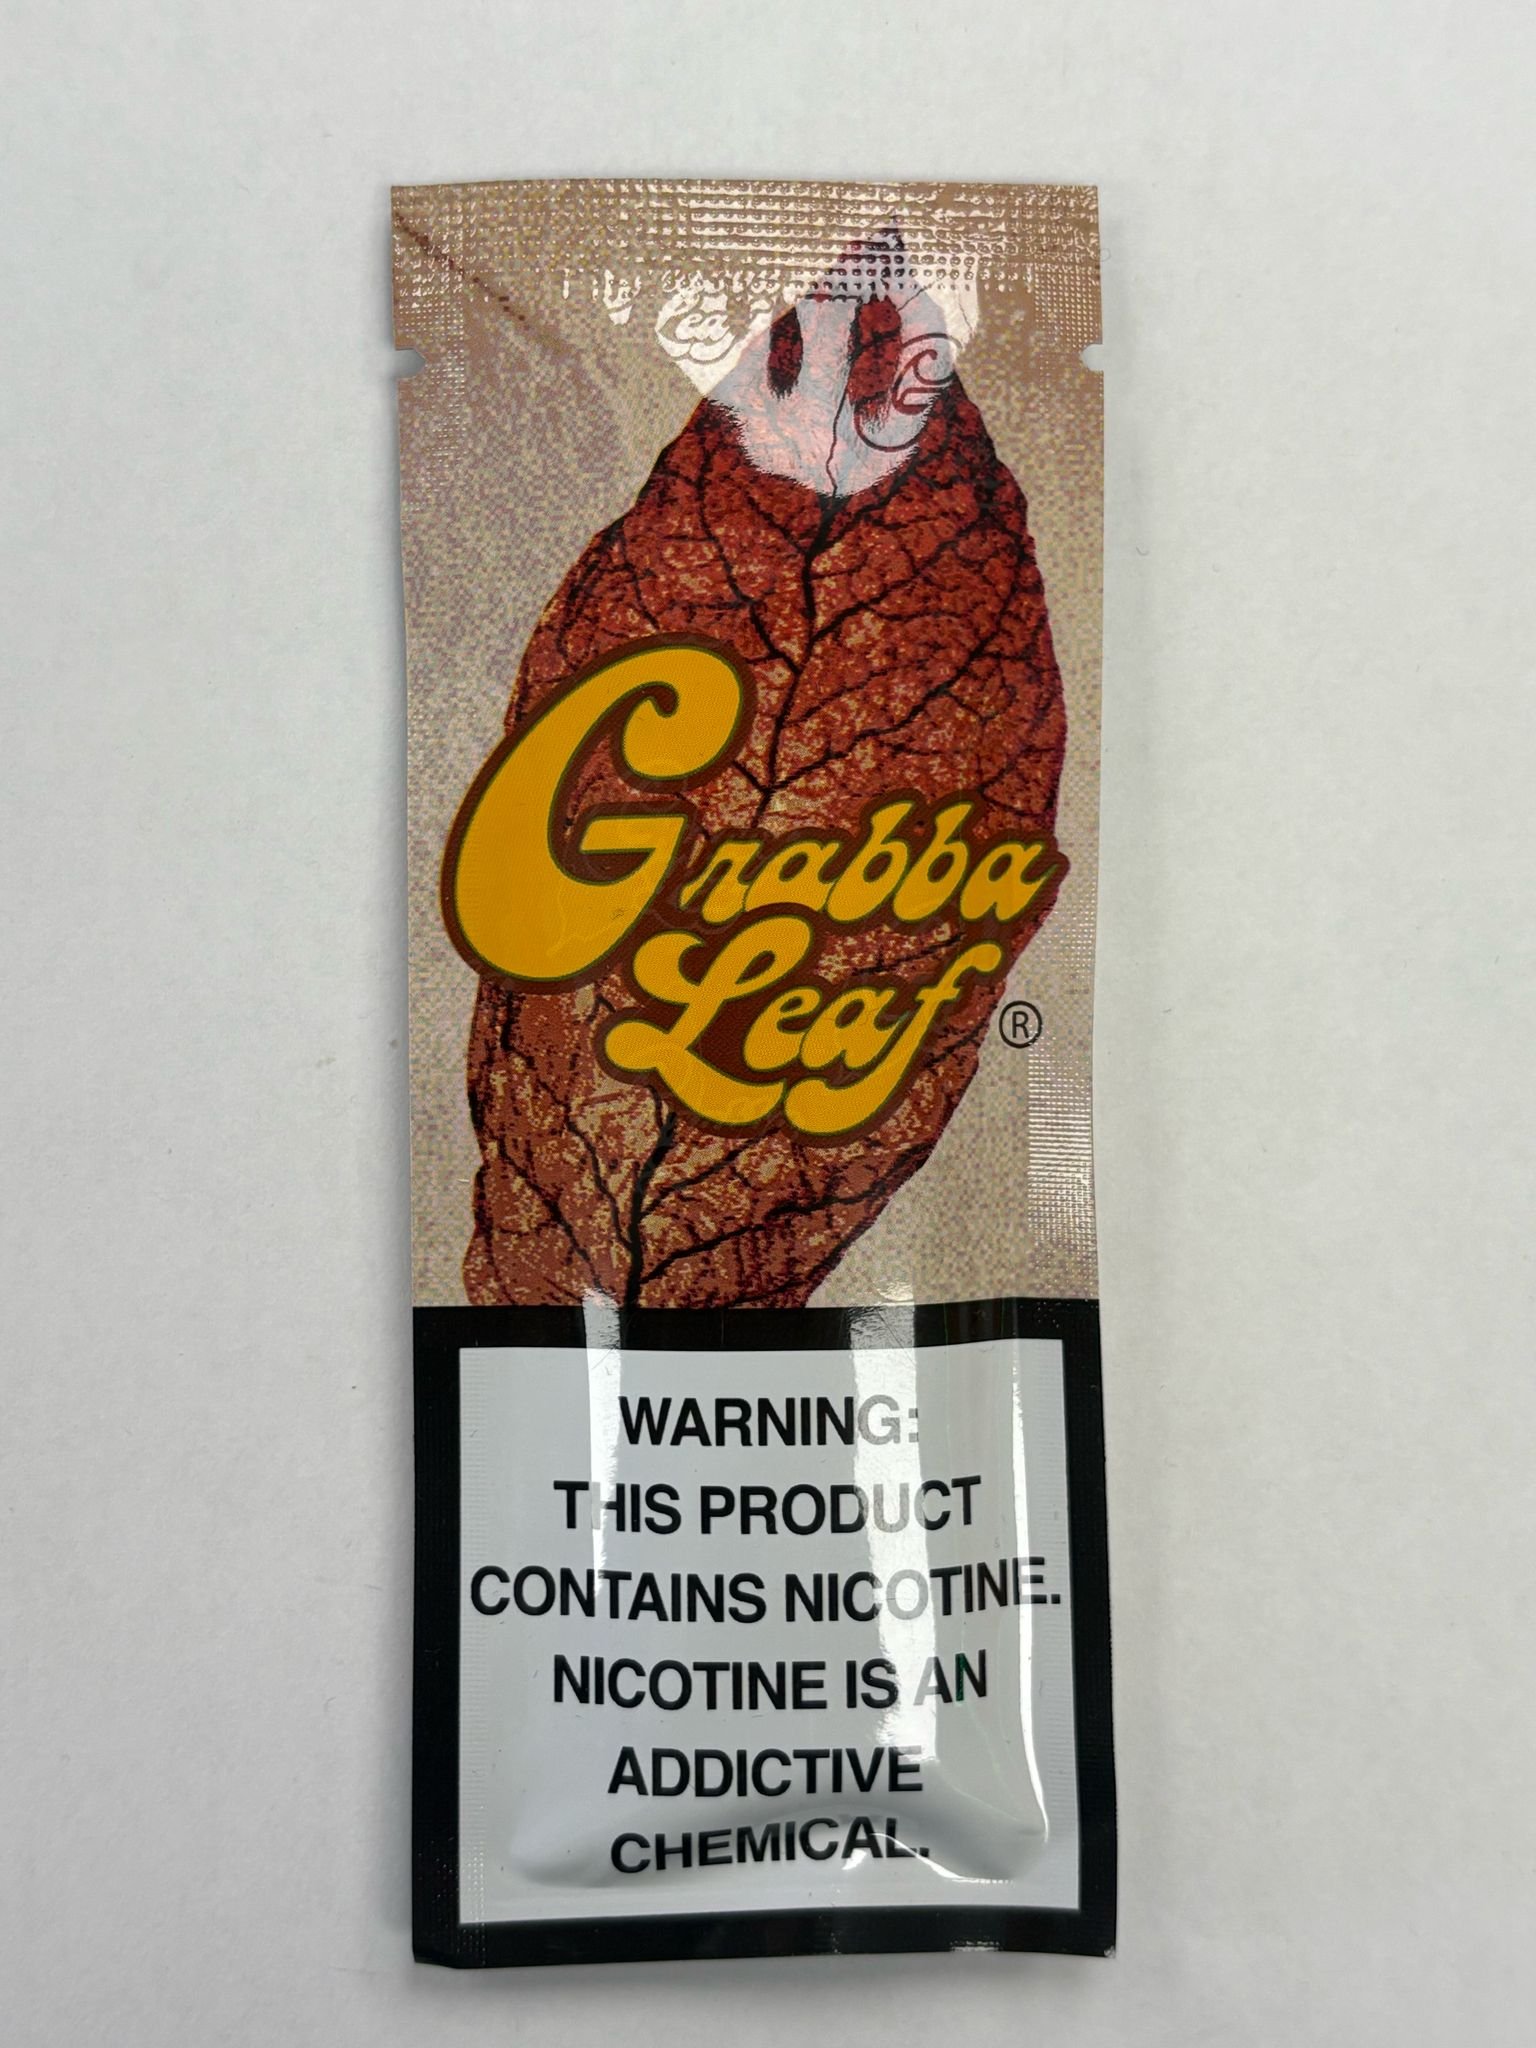 Grabba
Leaf
®
WARNING:
THIS PRODUCT
CONTAINS NICOTINE.
NICOTINE IS AN
ADDICTIVE
CHEMICAL.